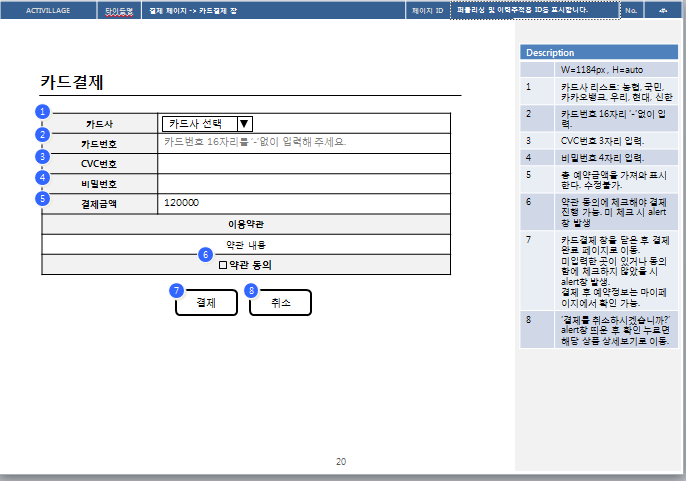 ACTIVILLAGE 타이틀명 결제 페이지 -> 카드결제 창 페이지 ID 퍼블리싱 및 이력추적용 ID를 표시합니다. No.
카드결제
1 카드사 카드사 선택 ▼
2 카드번호 카드번호 16자리를 '-'없이 입력해 주세요.
3 CVC번호
4 비밀번호
5 결제금액 120000
이용약관
약관 내용
6 □ 약관 동의
7 결제 8 취소
Description
W=1184px , H=auto
1 카드사 리스트: 농협, 국민,
카카오뱅크, 우리, 현대, 신한
2 카드번호 16자리 '-'없이 입
력.
3 CVC번호 3자리 입력.
4 비밀번호 4자리 입력.
5 총 예약금액을 가져와 표시
한다. 수정불가.
6 약관 동의에 체크해야 결제
진행 가능. 미 체크 시 alert
창 발생
7 카드결제 창을 닫은 후 결제
완료 페이지로 이동.
미입력한 곳이 있거나 동의
함에 체크하지 않았을 시
alert창 발생.
결제 후 예약정보는 마이페
이지에서 확인 가능.
8 '결제를 취소하시겠습니까?'
alert창 띄운 후 확인 누르면
해당 상품 상세보기로 이동.
20